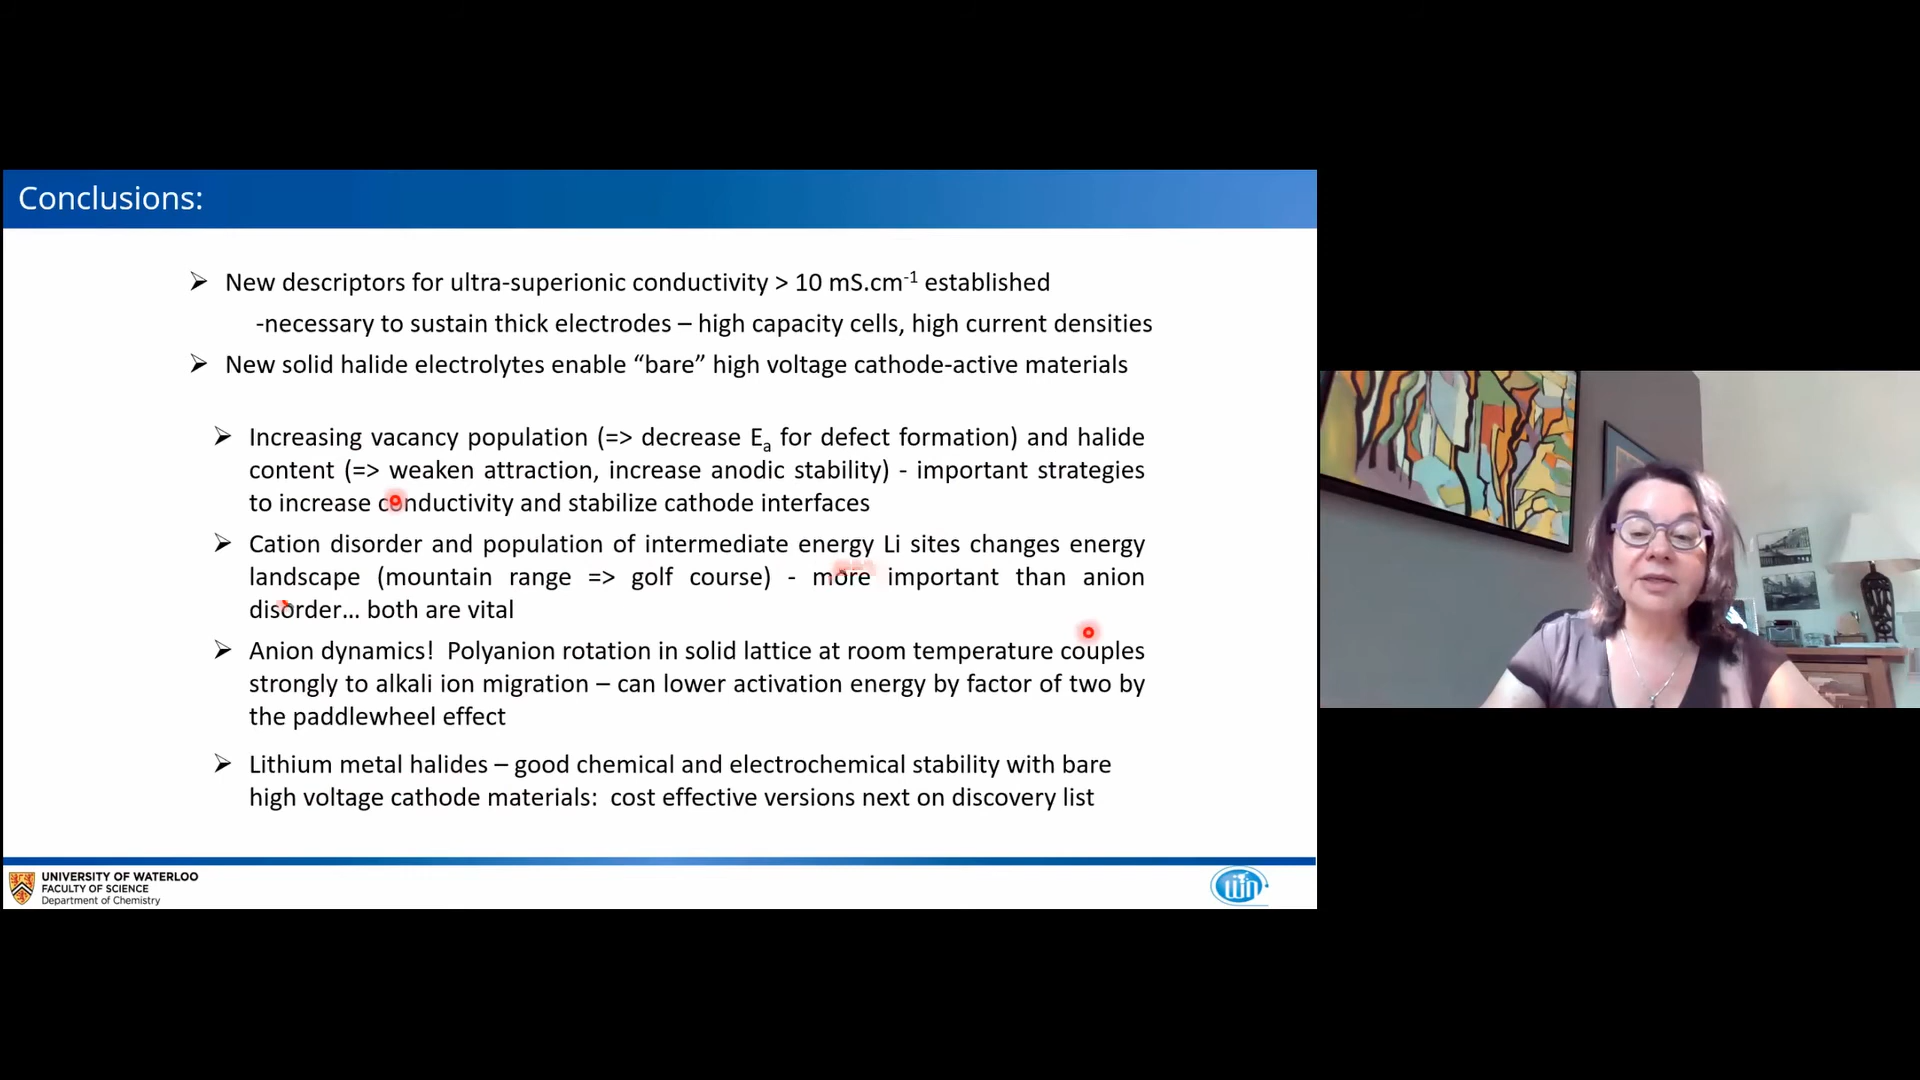 Conclusions:
➢ New descriptors for ultra-superionic conductivity > 10 mS.cm⁻¹ established
-necessary to sustain thick electrodes – high capacity cells, high current densities
➢ New solid halide electrolytes enable “bare” high voltage cathode-active materials
➢ Increasing vacancy population (=> decrease Eₐ for defect formation) and halide
content (=> weaken attraction, increase anodic stability) - important strategies
to increase conductivity and stabilize cathode interfaces
➢ Cation disorder and population of intermediate energy Li sites changes energy
landscape (mountain range => golf course) - more important than anion
disorder… both are vital
➢ Anion dynamics! Polyanion rotation in solid lattice at room temperature couples
strongly to alkali ion migration – can lower activation energy by factor of two by
the paddlewheel effect
➢ Lithium metal halides – good chemical and electrochemical stability with bare
high voltage cathode materials: cost effective versions next on discovery list
UNIVERSITY OF WATERLOO
FACULTY OF SCIENCE
Department of Chemistry
win